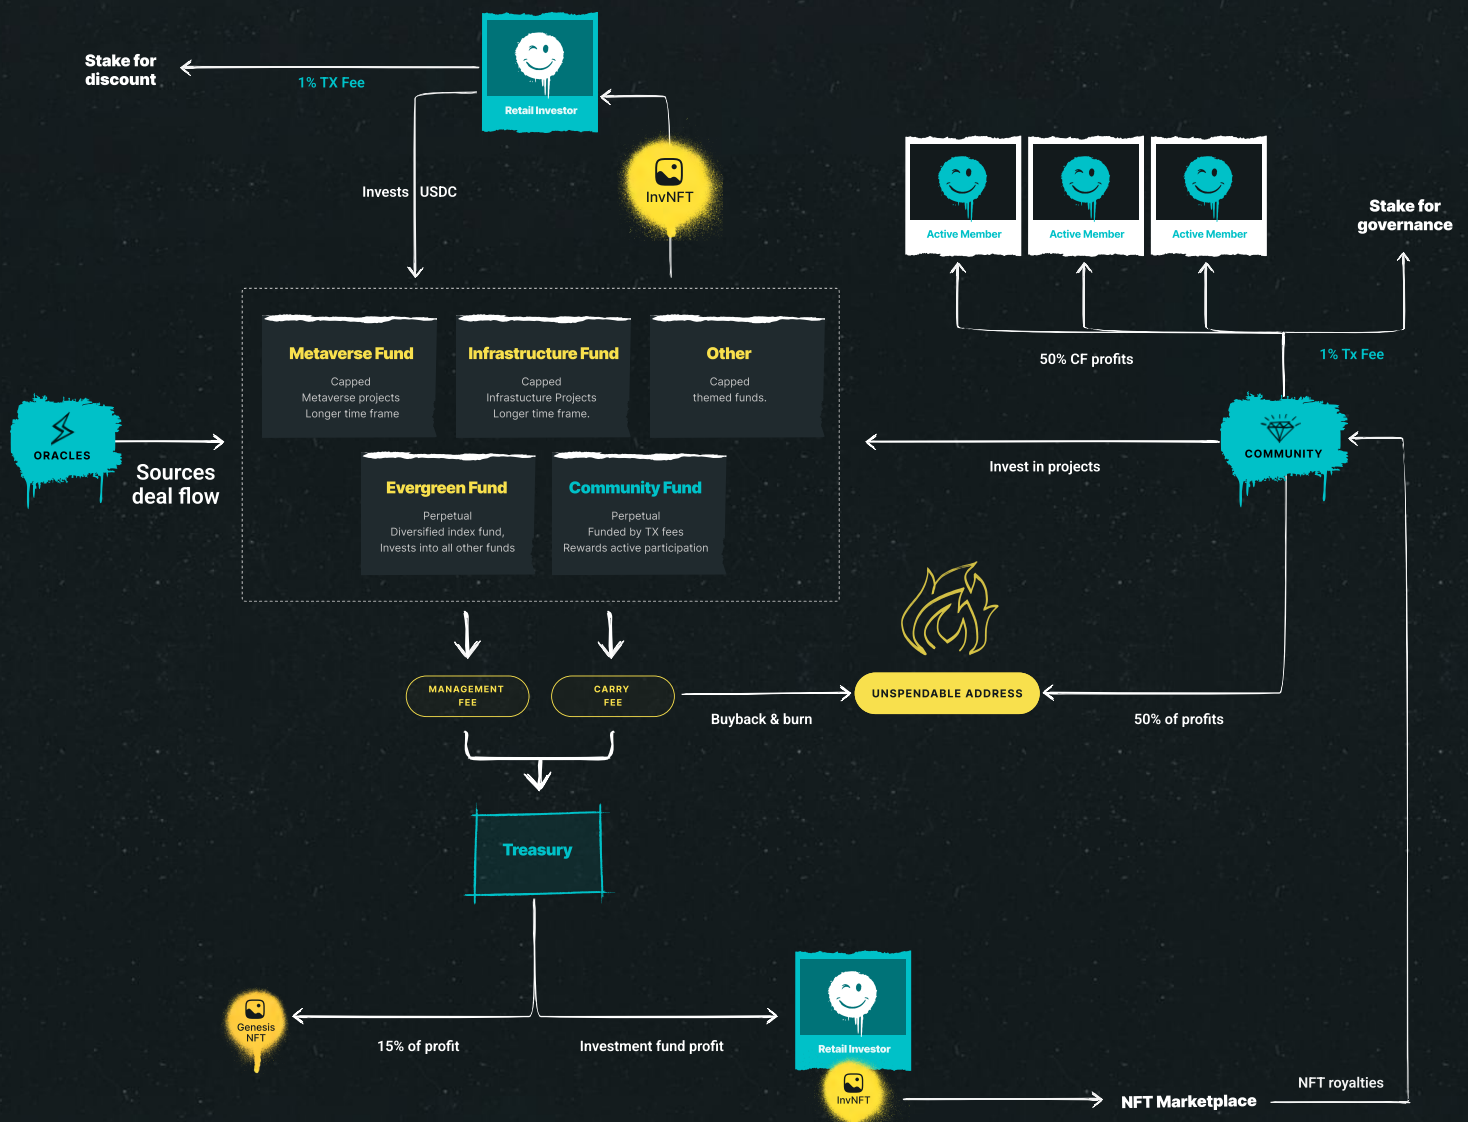 Stake for
discount
1% TX Fee
Retail Investor
Invests
USDC
InvNFT
Active Member
Active Member
Active Member
Stake for
governance
50% CF profits
1% Tx Fee
Metaverse Fund
Capped
Metaverse projects
Longer time frame
Infrastructure Fund
Capped
Infrastucture Projects
Longer time frame.
Other
Capped
themed funds.
ORACLES
Sources
deal flow
Evergreen Fund
Perpetual
Diversified index fund,
Invests into all other funds
Community Fund
Perpetual
Funded by TX fees
Rewards active participation
Invest in projects
COMMUNITY
MANAGEMENT
FEE
CARRY
FEE
Buyback & burn
UNSPENDABLE ADDRESS
50% of profits
Treasury
Genesis
NFT
15% of profit
Investment fund profit
Retail Investor
InvNFT
NFT Marketplace
NFT royalties